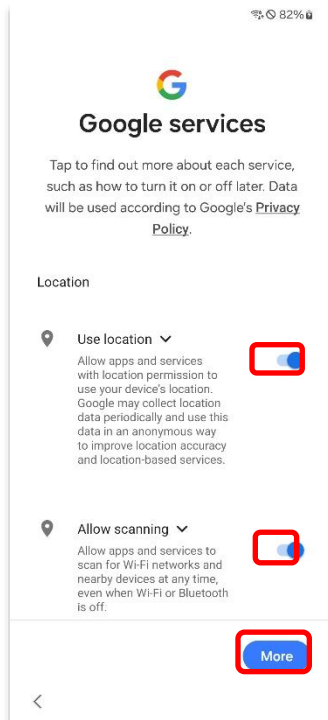 82%
Google services
Tap to find out more about each service,
such as how to turn it on or off later. Data
will be used according to Google's Privacy
Policy.
Location
Use location
Allow apps and services
with location permission to
use your device's location.
Google may collect location
data periodically and use this
data in an anonymous way
to improve location accuracy
and location-based services.
Allow scanning
Allow apps and services to
scan for Wi-Fi networks and
nearby devices at any time,
even when Wi-Fi or Bluetooth
is off.
More